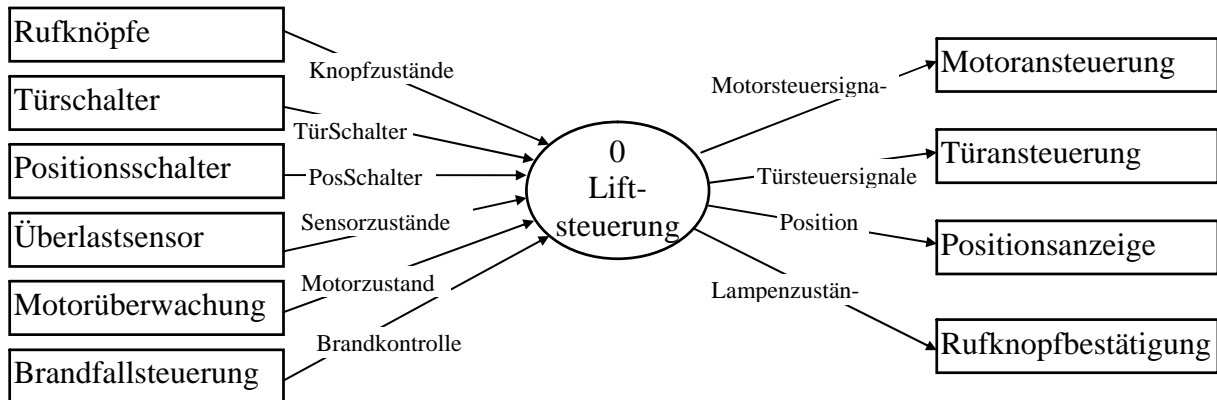 Rufknöpfe
Türschalter
Positionsschalter
Überlastsensor
Motorüberwachung
Brandfallsteuerung
Knopfzustände
TürSchalter
PosSchalter
Sensorzustände
Motorzustand
Brandkontrolle
0
Lift-
steuerung
Motorsteuersigna-
Türsteuersignale
Position
Lampenzustän-
Motoransteuerung
Türansteuerung
Positionsanzeige
Rufknopfbestätigung